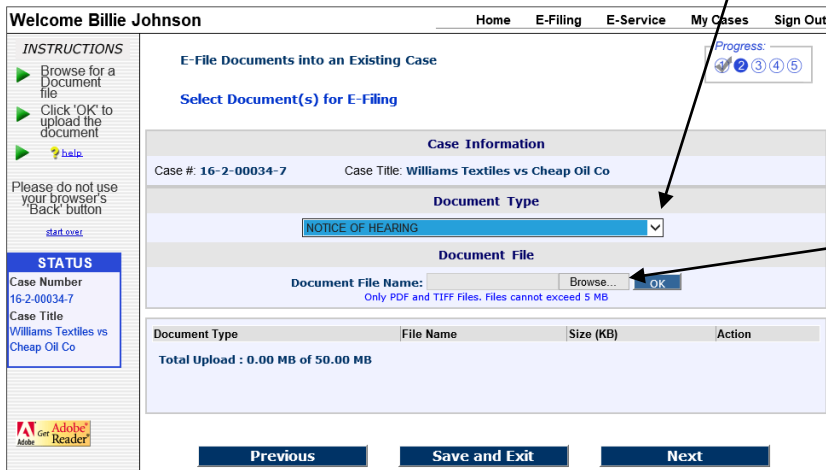 Welcome Billie Johnson
Home E-Filing E-Service My Cases Sign Out
INSTRUCTIONS
Browse for a
Document
file
Click 'OK' to
upload the
document
? help
Please do not use
your browser's
'Back' button
start over
STATUS
Case Number
16-2-00034-7
Case Title
Williams Textiles vs
Cheap Oil Co
Adobe
Get Adobe®
Reader®
E-File Documents into an Existing Case
Progress:
1 2 3 4 5
Select Document(s) for E-Filing
Case Information
Case #: 16-2-00034-7 Case Title: Williams Textiles vs Cheap Oil Co
Document Type
NOTICE OF HEARING
Document File
Document File Name: Browse... OK
Only PDF and TIFF Files. Files cannot exceed 5 MB
Document Type File Name Size (KB) Action
Total Upload : 0.00 MB of 50.00 MB
Previous Save and Exit Next